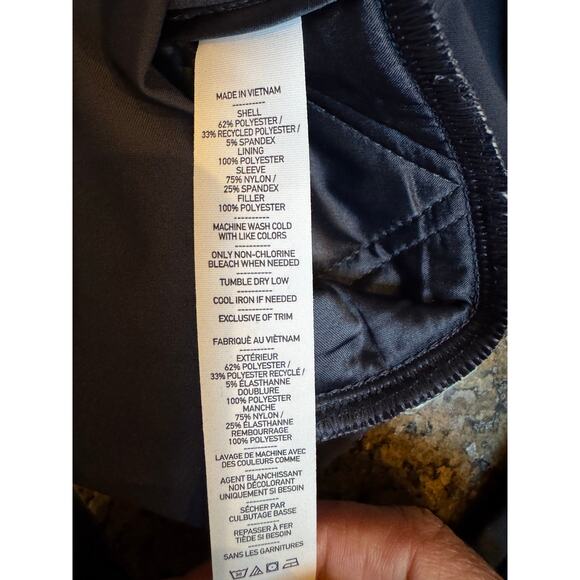 MADE IN VIETNAM
----------
SHELL
62% POLYESTER /
33% RECYCLED POLYESTER /
5% SPANDEX
LINING
100% POLYESTER
SLEEVE
75% NYLON /
25% SPANDEX
FILLER
100% POLYESTER
----------
MACHINE WASH COLD
WITH LIKE COLORS
----------
ONLY NON-CHLORINE
BLEACH WHEN NEEDED
----------
TUMBLE DRY LOW
----------
COOL IRON IF NEEDED
----------
EXCLUSIVE OF TRIM
FABRIQUÉ AU VIÊTNAM
----------
EXTÉRIEUR
62% POLYESTER /
33% POLYESTER RECYCLÉ /
5% ÉLASTHANNE
DOUBLURE
100% POLYESTER
MANCHE
75% NYLON /
25% ÉLASTHANNE
REMBOURRAGE
100% POLYESTER
----------
LAVAGE DE MACHINE AVEC
DES COULEURS COMME
----------
AGENT BLANCHISSANT
NON DÉCOLORANT
UNIQUEMENT SI BESOIN
----------
SÉCHER PAR
CULBUTAGE BASSE
----------
REPASSER À FER
TIÈDE SI BESOIN
----------
SANS LES GARNITURES